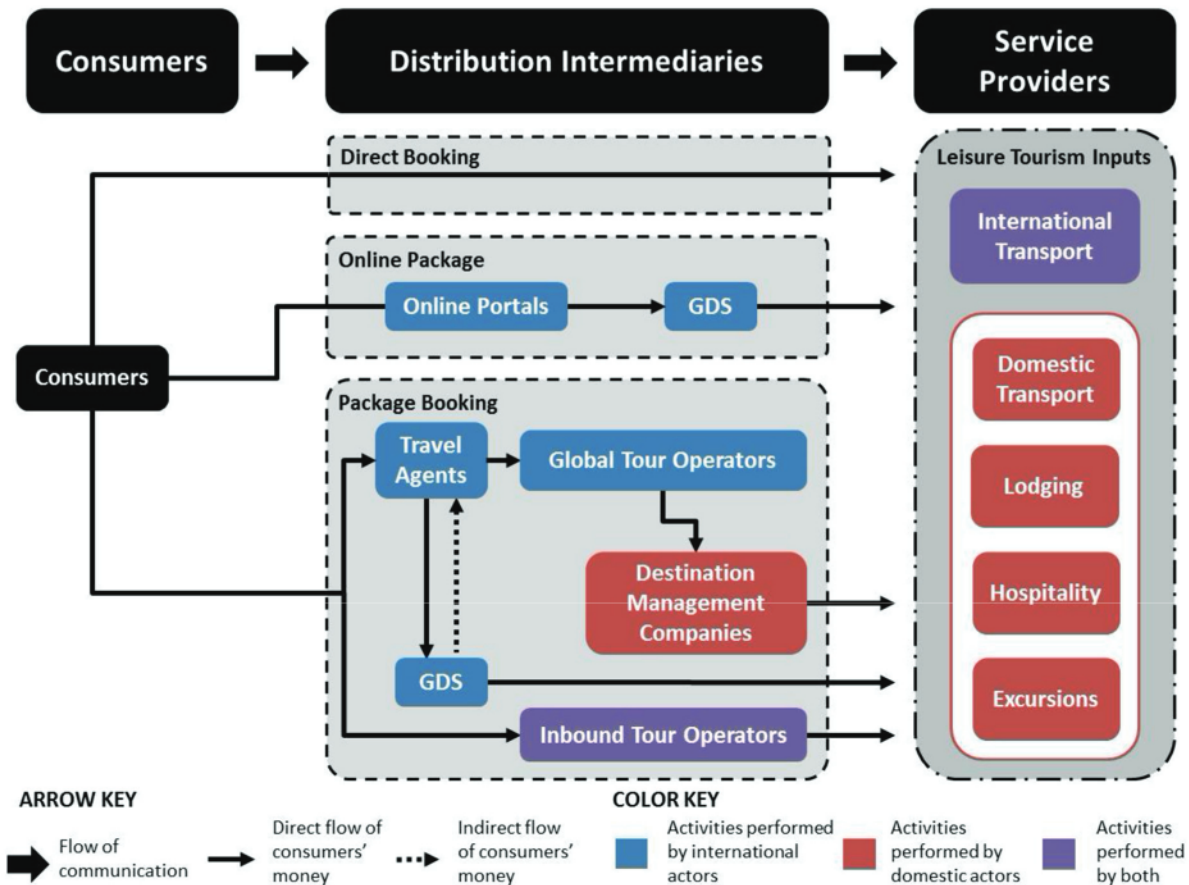 Consumers
Distribution Intermediaries
Service
Providers
Direct Booking
Leisure Tourism Inputs
International
Transport
Online Package
Online Portals
GDS
Consumers
Domestic
Transport
Package Booking
Travel
Agents
Global Tour Operators
Lodging
Destination
Management
Companies
Hospitality
GDS
Excursions
Inbound Tour Operators
ARROW KEY
Flow of
communication
Direct flow of
consumers'
money
Indirect flow
of consumers'
money
COLOR KEY
Activities performed
by international
actors
Activities
performed by
domestic actors
Activities
performed
by both